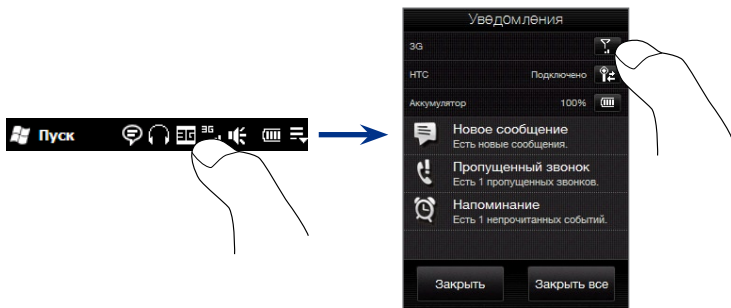 Уведомления
3G
HTC Подключено
Аккумулятор 100%
Пуск 3G 3G
Новое сообщение
Есть новые сообщения.
Пропущенный звонок
Есть 1 пропущенных звонков.
Напоминание
Есть 1 непрочитанных событий.
Закрыть Закрыть все